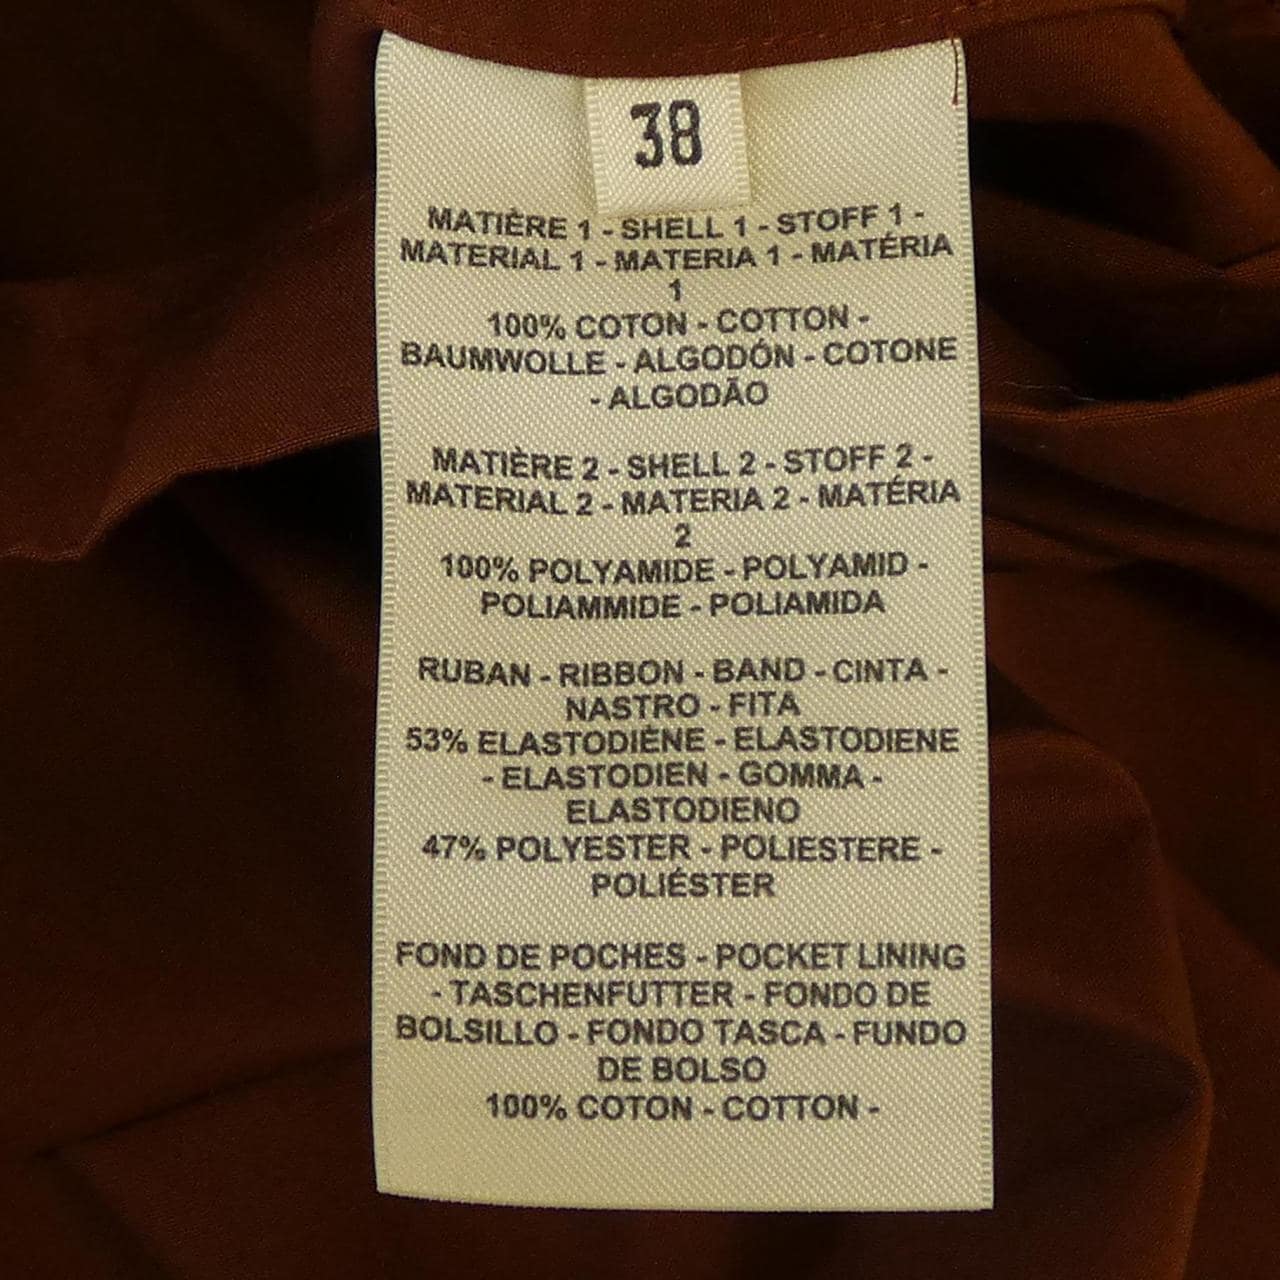 38
MATIÈRE 1 - SHELL 1 - STOFF 1 -
MATERIAL 1 - MATERIA 1 - MATÉRIA
1
100% COTON - COTTON -
BAUMWOLLE - ALGODÓN - COTONE
- ALGODÃO
MATIÈRE 2 - SHELL 2 - STOFF 2 -
MATERIAL 2 - MATERIA 2 - MATÉRIA
2
100% POLYAMIDE - POLYAMID -
POLIAMMIDE - POLIAMIDA
RUBAN - RIBBON - BAND - CINTA -
NASTRO - FITA
53% ELASTODIÈNE - ELASTODIENE
- ELASTODIEN - GOMMA -
ELASTODIENO
47% POLYESTER - POLIESTERE -
POLIÉSTER
FOND DE POCHES - POCKET LINING
- TASCHENFUTTER - FONDO DE
BOLSILLO - FONDO TASCA - FUNDO
DE BOLSO
100% COTON - COTTON -